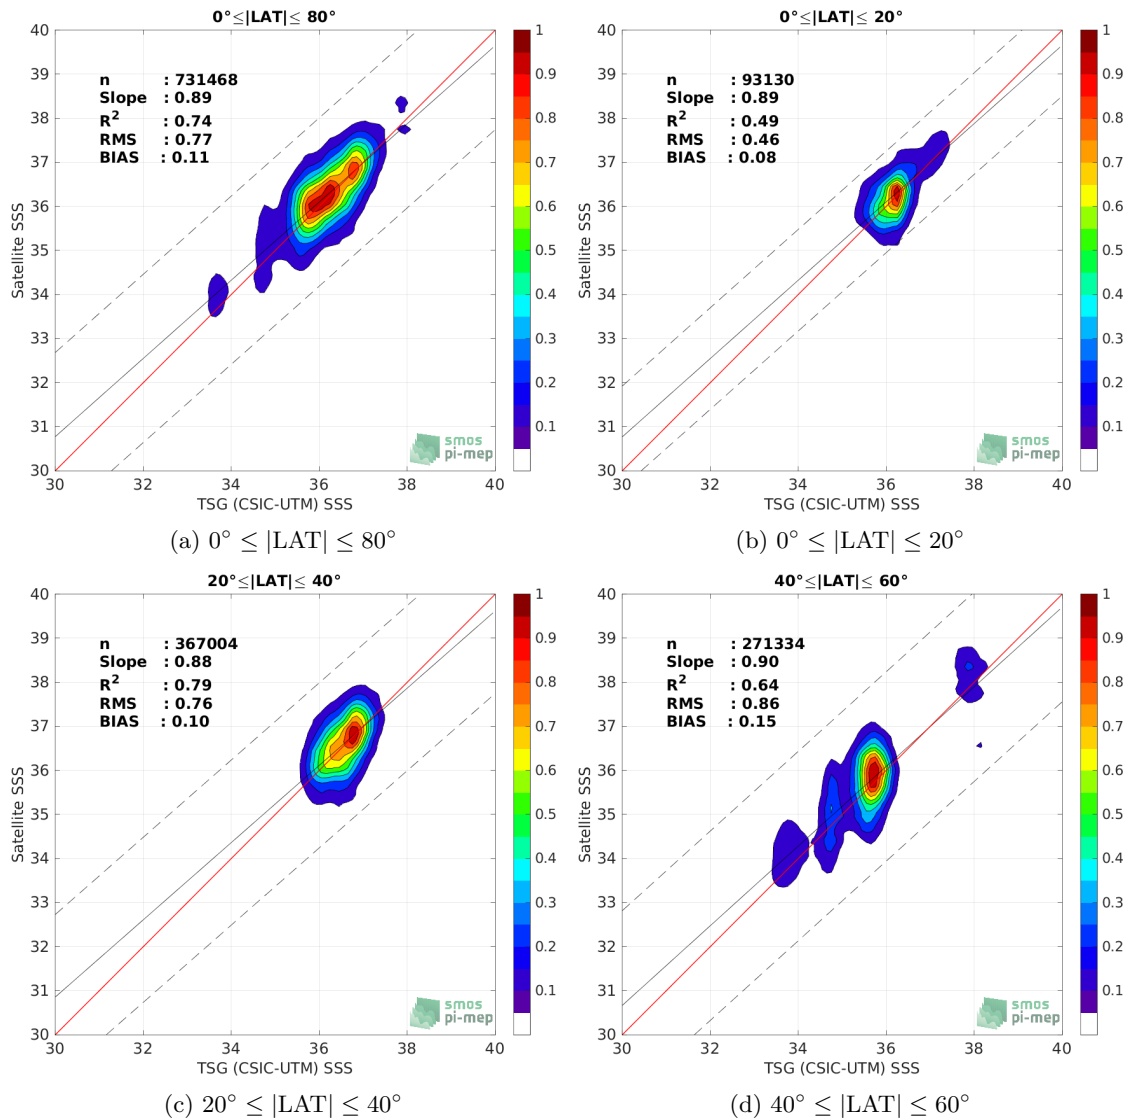 0°≤|LAT|≤ 80°
40
39
38
37
36
35
34
33
32
31
30
Satellite SSS
n : 731468
Slope : 0.89
R² : 0.74
RMS : 0.77
BIAS : 0.11
smos
pi-mep
30 32 34 36 38 40
TSG (CSIC-UTM) SSS
1
0.9
0.8
0.7
0.6
0.5
0.4
0.3
0.2
0.1
(a) 0° ≤ |LAT| ≤ 80°
0°≤|LAT|≤ 20°
40
39
38
37
36
35
34
33
32
31
30
Satellite SSS
n : 93130
Slope : 0.89
R² : 0.49
RMS : 0.46
BIAS : 0.08
smos
pi-mep
30 32 34 36 38 40
TSG (CSIC-UTM) SSS
1
0.9
0.8
0.7
0.6
0.5
0.4
0.3
0.2
0.1
(b) 0° ≤ |LAT| ≤ 20°
20°≤|LAT|≤ 40°
40
39
38
37
36
35
34
33
32
31
30
Satellite SSS
n : 367004
Slope : 0.88
R² : 0.79
RMS : 0.76
BIAS : 0.10
smos
pi-mep
30 32 34 36 38 40
TSG (CSIC-UTM) SSS
1
0.9
0.8
0.7
0.6
0.5
0.4
0.3
0.2
0.1
(c) 20° ≤ |LAT| ≤ 40°
40°≤|LAT|≤ 60°
40
39
38
37
36
35
34
33
32
31
30
Satellite SSS
n : 271334
Slope : 0.90
R² : 0.64
RMS : 0.86
BIAS : 0.15
smos
pi-mep
30 32 34 36 38 40
TSG (CSIC-UTM) SSS
1
0.9
0.8
0.7
0.6
0.5
0.4
0.3
0.2
0.1
(d) 40° ≤ |LAT| ≤ 60°